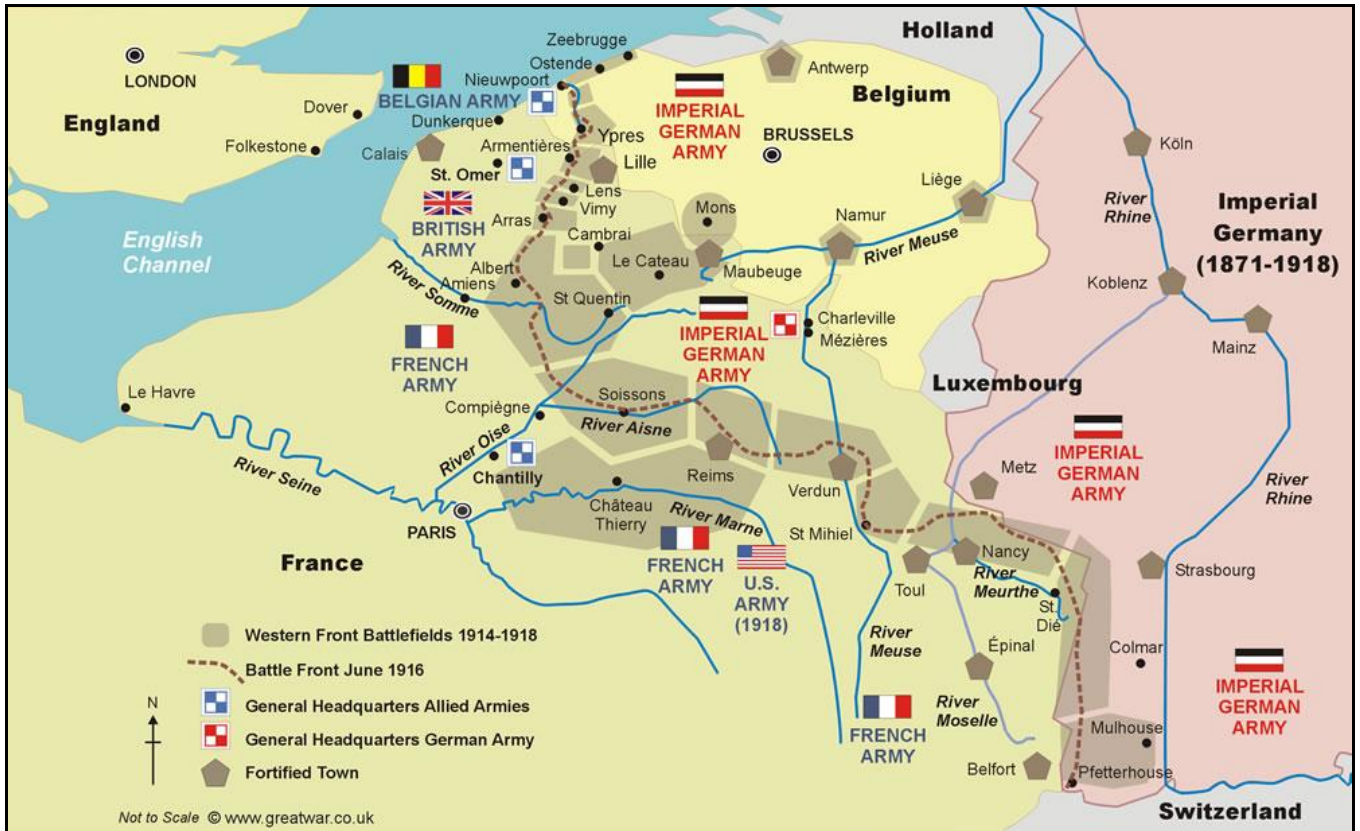 Holland
Zeebrugge
Ostende
LONDON
Nieuwpoort
Antwerp
BELGIAN ARMY
IMPERIAL
GERMAN
ARMY
Belgium
Dover
England
Dunkerque
Ypres
BRUSSELS
Folkestone
Calais
Armentières
Lille
Köln
St. Omer
Liège
River
Rhine
Imperial
Germany
(1871-1918)
Lens
Vimy
Mons
Namur
BRITISH
ARMY
Arras
English
Channel
Cambrai
River Meuse
Albert
Le Cateau
Maubeuge
Koblenz
Amiens
River Somme
St Quentin
Charleville
Mézières
Mainz
IMPERIAL
GERMAN
ARMY
FRENCH
ARMY
Luxembourg
Le Havre
Soissons
Compiègne
River Aisne
IMPERIAL
GERMAN
ARMY
River Oise
River Seine
Chantilly
Reims
Metz
River
Rhine
Verdun
PARIS
Château
Thierry
River Marne
St Mihiel
France
FRENCH
ARMY
U.S.
ARMY
(1918)
Nancy
Toul
River
Meurthe
Strasbourg
St.
Dié
River
Meuse
Épinal
Colmar
Western Front Battlefields 1914-1918
Battle Front June 1916
General Headquarters Allied Armies
General Headquarters German Army
Fortified Town
N
IMPERIAL
GERMAN
ARMY
River
Moselle
FRENCH
ARMY
Mulhouse
Belfort
Pfetterhouse
Switzerland
Not to Scale © www.greatwar.co.uk